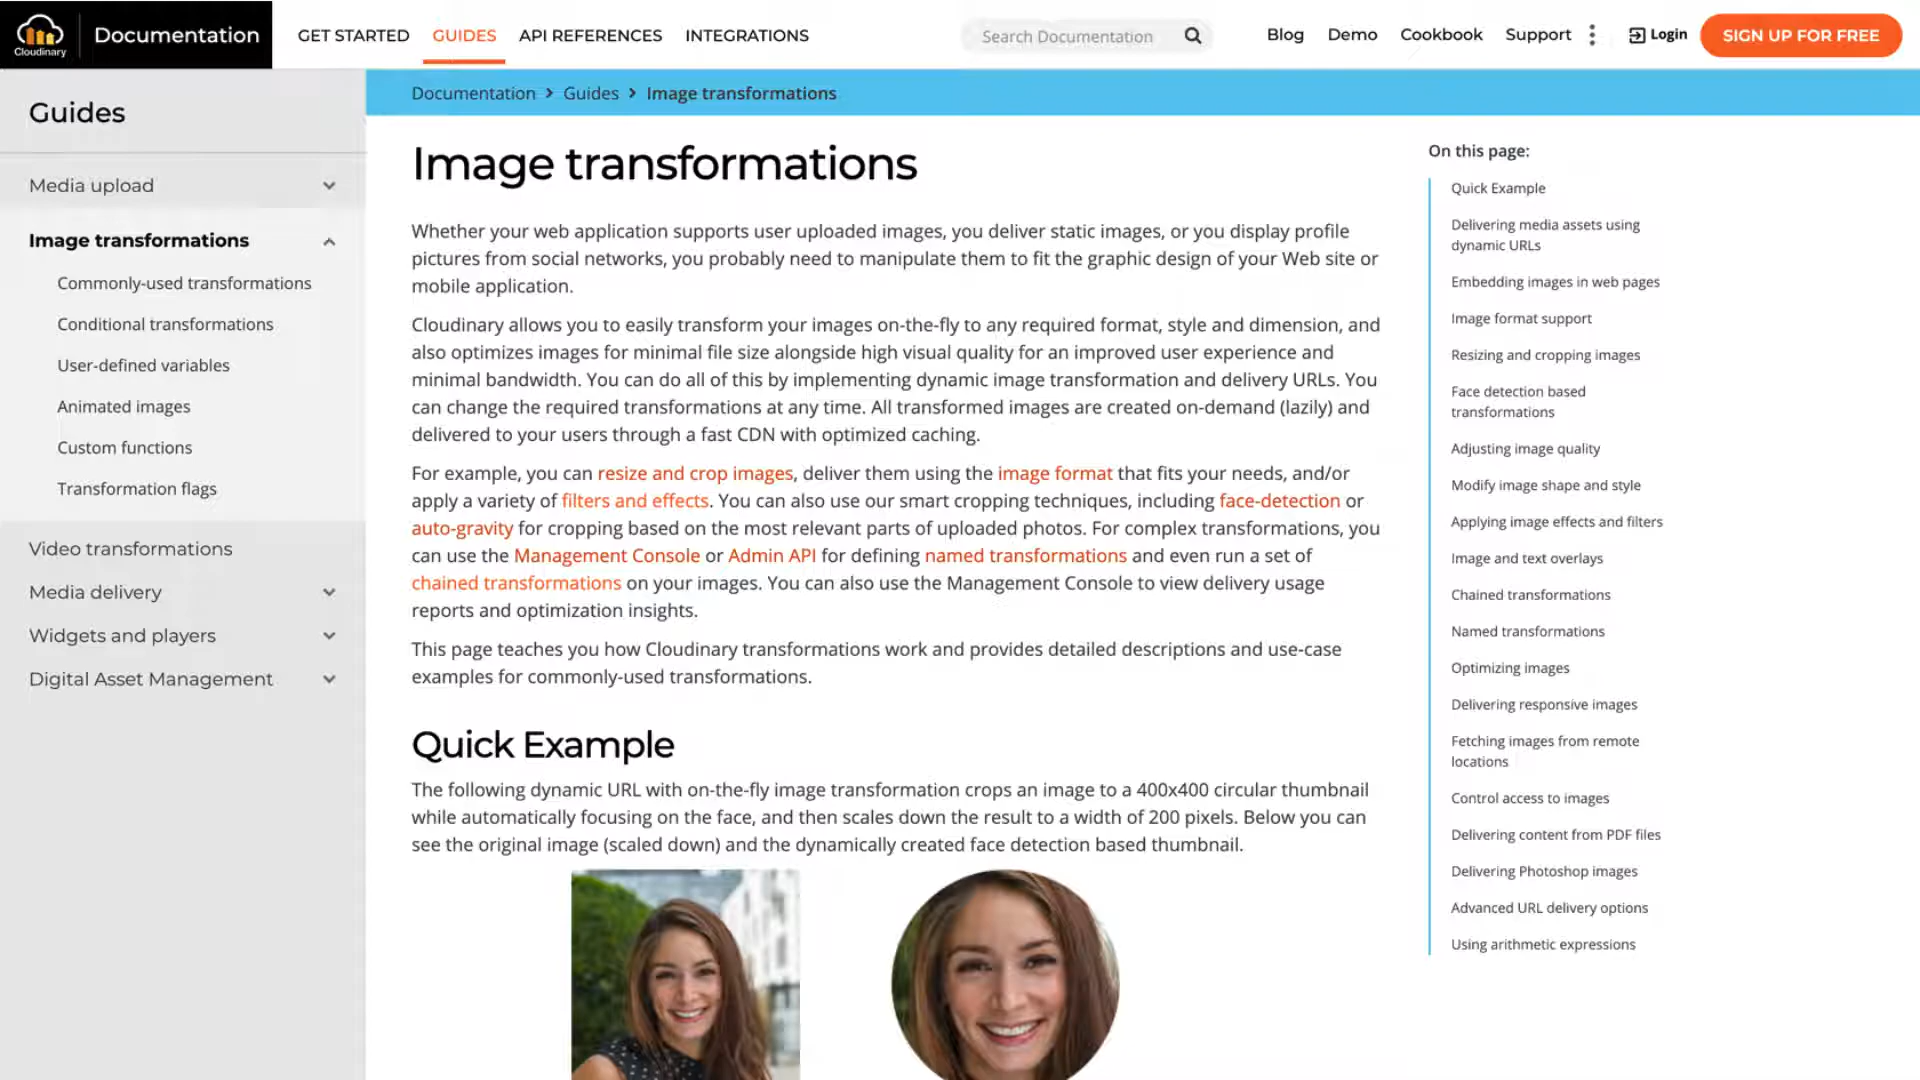 Cloudinary
Documentation
GET STARTED
GUIDES
API REFERENCES
INTEGRATIONS
Search Documentation
Blog
Demo
Cookbook
Support
Login
SIGN UP FOR FREE
Guides
Media upload
Image transformations
Commonly-used transformations
Conditional transformations
User-defined variables
Animated images
Custom functions
Transformation flags
Video transformations
Media delivery
Widgets and players
Digital Asset Management
Documentation > Guides > Image transformations
Image transformations
Whether your web application supports user uploaded images, you deliver static images, or you display profile
pictures from social networks, you probably need to manipulate them to fit the graphic design of your Web site or
mobile application.
Cloudinary allows you to easily transform your images on-the-fly to any required format, style and dimension, and
also optimizes images for minimal file size alongside high visual quality for an improved user experience and
minimal bandwidth. You can do all of this by implementing dynamic image transformation and delivery URLs. You
can change the required transformations at any time. All transformed images are created on-demand (lazily) and
delivered to your users through a fast CDN with optimized caching.
For example, you can resize and crop images, deliver them using the image format that fits your needs, and/or
apply a variety of filters and effects. You can also use our smart cropping techniques, including face-detection or
auto-gravity for cropping based on the most relevant parts of uploaded photos. For complex transformations, you
can use the Management Console or Admin API for defining named transformations and even run a set of
chained transformations on your images. You can also use the Management Console to view delivery usage
reports and optimization insights.
This page teaches you how Cloudinary transformations work and provides detailed descriptions and use-case
examples for commonly-used transformations.
Quick Example
The following dynamic URL with on-the-fly image transformation crops an image to a 400x400 circular thumbnail
while automatically focusing on the face, and then scales down the result to a width of 200 pixels. Below you can
see the original image (scaled down) and the dynamically created face detection based thumbnail.
On this page:
Quick Example
Delivering media assets using
dynamic URLs
Embedding images in web pages
Image format support
Resizing and cropping images
Face detection based
transformations
Adjusting image quality
Modify image shape and style
Applying image effects and filters
Image and text overlays
Chained transformations
Named transformations
Optimizing images
Delivering responsive images
Fetching images from remote
locations
Control access to images
Delivering content from PDF files
Delivering Photoshop images
Advanced URL delivery options
Using arithmetic expressions